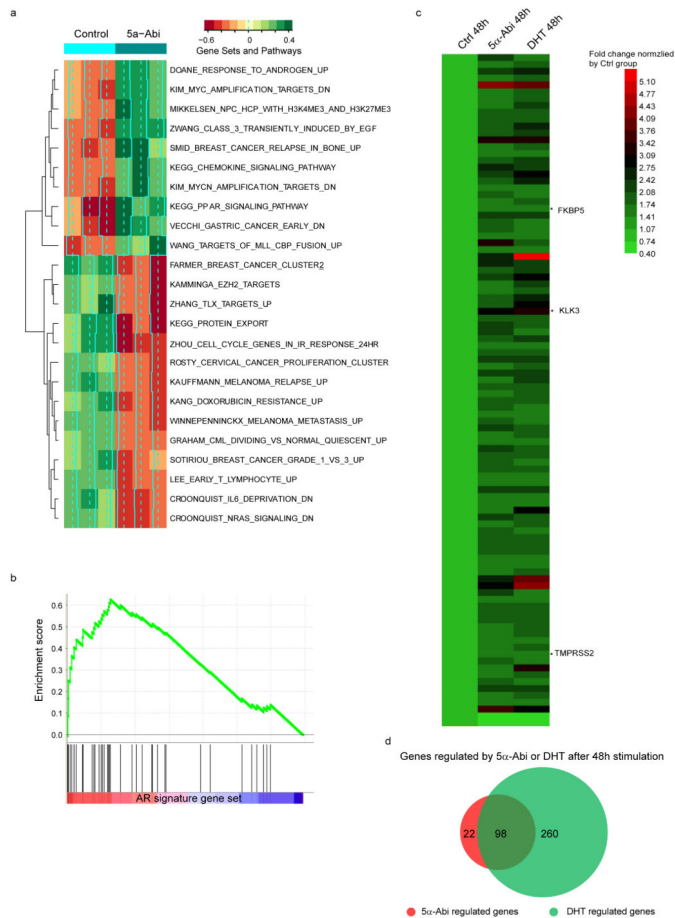 a
Control
5a-Abi
-0.6
0
0.4
Gene Sets and Pathways
DOANE_RESPONSE_TO_ANDROGEN_UP
KIM_MYC_AMPLIFICATION_TARGETS_DN
MIKKELSEN_NPC_HCP_WITH_H3K4ME3_AND_H3K27ME3
ZWANG_CLASS_3_TRANSIENTLY_INDUCED_BY_EGF
SMID_BREAST_CANCER_RELAPSE_IN_BONE_UP
KEGG_CHEMOKINE_SIGNALING_PATHWAY
KIM_MYCN_AMPLIFICATION_TARGETS_DN
KEGG_PPAR_SIGNALING_PATHWAY
VECCHI_GASTRIC_CANCER_EARLY_DN
WANG_TARGETS_OF_MLL_CBP_FUSION_UP
FARMER_BREAST_CANCER_CLUSTER2
KAMMINGA_EZH2_TARGETS
ZHANG_TLX_TARGETS_UP
KEGG_PROTEIN_EXPORT
ZHOU_CELL_CYCLE_GENES_IN_IR_RESPONSE_24HR
ROSTY_CERVICAL_CANCER_PROLIFERATION_CLUSTER
KAUFFMANN_MELANOMA_RELAPSE_UP
KANG_DOXORUBICIN_RESISTANCE_UP
WINNEPENNINCKX_MELANOMA_METASTASIS_UP
GRAHAM_CML_DIVIDING_VS_NORMAL_QUIESCENT_UP
SOTIRIOU_BREAST_CANCER_GRADE_1_VS_3_UP
LEE_EARLY_T_LYMPHOCYTE_UP
CROONQUIST_IL6_DEPRIVATION_DN
CROONQUIST_NRAS_SIGNALING_DN
b
Enrichment score
0.6
0.5
0.4
0.3
0.2
0.1
0.0
AR signature gene set
c
Ctrl 48h
5α-Abi 48h
DHT 48h
Fold change normzlied
by Ctrl group
5.10
4.77
4.43
4.10
3.76
3.42
3.09
2.75
2.42
2.08
1.74
1.41
1.07
0.74
0.40
FKBP5
KLK3
TMPRSS2
d
Genes regulated by 5α-Abi or DHT after 48h stimulation
22
98
260
5α-Abi regulated genes
DHT regulated genes